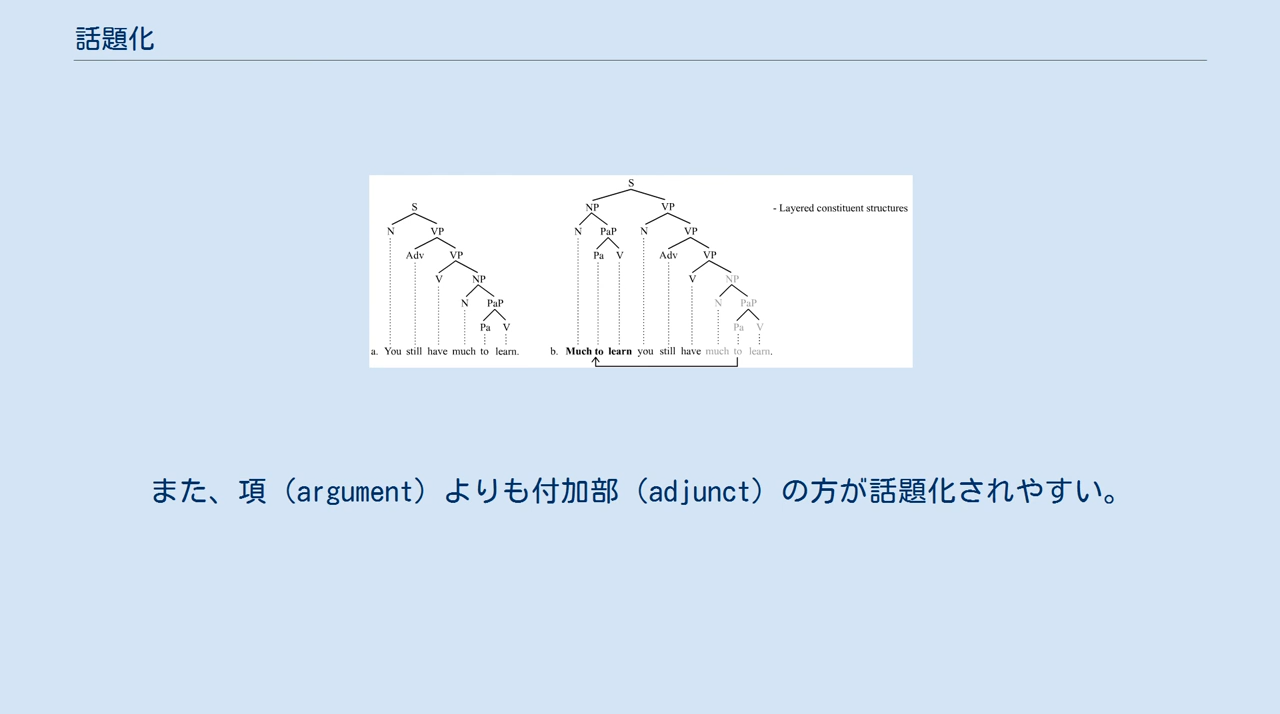 話題化
S
S
NP
VP
- Layered constituent structures
N
VP
N
PaP
N
VP
Adv
VP
Pa
V
Adv
VP
V
NP
V
NP
N
PaP
N
PaP
Pa
V
Pa
V
a. You still have much to learn.
b. Much to learn you still have much to learn.
また、項（argument）よりも付加部（adjunct）の方が話題化されやすい。